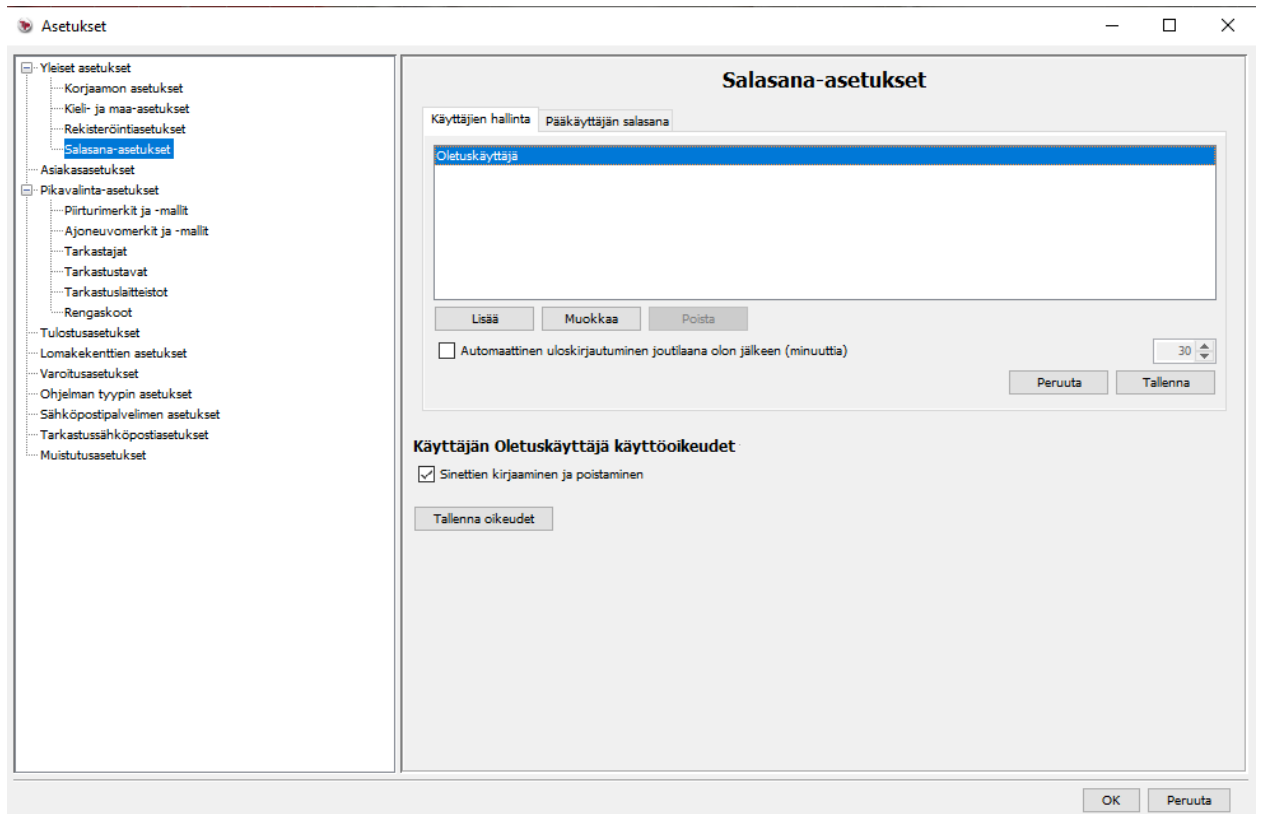 Asetukset
Yleiset asetukset
Korjaamon asetukset
Kieli- ja maa-asetukset
Rekisteröintiasetukset
Salasana-asetukset
Asiakasasetukset
Pikavalinta-asetukset
Piirturimerkit ja -mallit
Ajoneuvomerkit ja -mallit
Tarkastajat
Tarkastustavat
Tarkastuslaitteistot
Rengaskoot
Tulostusasetukset
Lomakekenttien asetukset
Varoitusasetukset
Ohjelman tyypin asetukset
Sähköpostipalvelimen asetukset
Tarkastussähköpostiasetukset
Muistutusasetukset
Salasana-asetukset
Käyttäjien hallinta Pääkäyttäjän salasana
Oletuskäyttäjä
Lisää Muokkaa Poista
Automaattinen uloskirjautuminen joutilaana olon jälkeen (minuuttia) 30
Peruuta Tallenna
Käyttäjän Oletuskäyttäjä käyttöoikeudet
Sinettien kirjaaminen ja poistaminen
Tallenna oikeudet
OK Peruuta